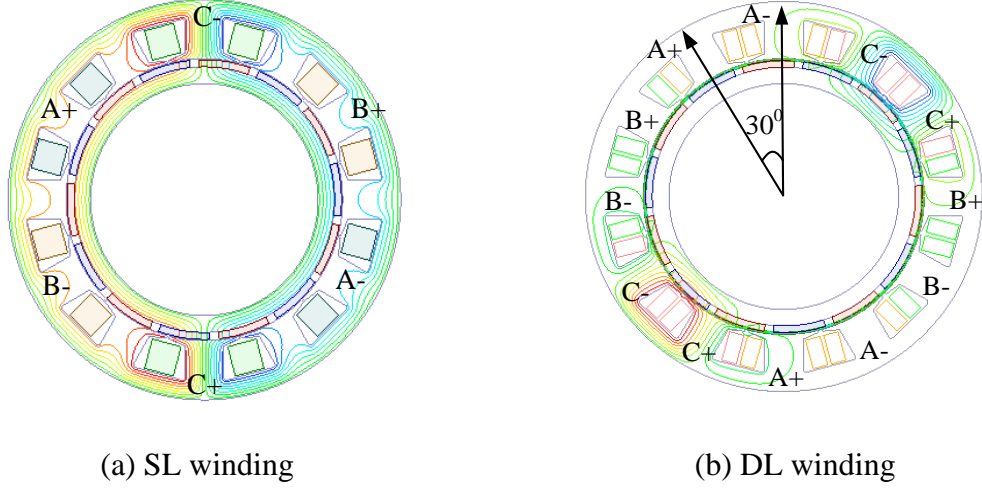 C-
A+
B+
B-
A-
C+
A-
A+
C-
30⁰
B+
C+
B-
B+
C-
B-
C+
A-
A+
(a) SL winding
(b) DL winding